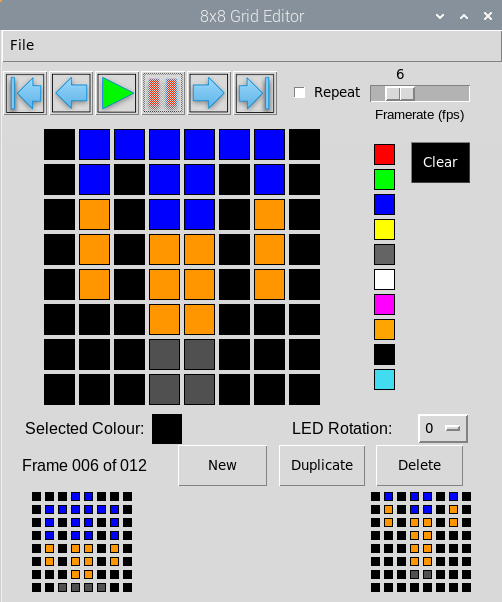 8x8 Grid Editor
File
6
Repeat
Framerate (fps)
Clear
Selected Colour:
LED Rotation: 0
Frame 006 of 012
New
Duplicate
Delete